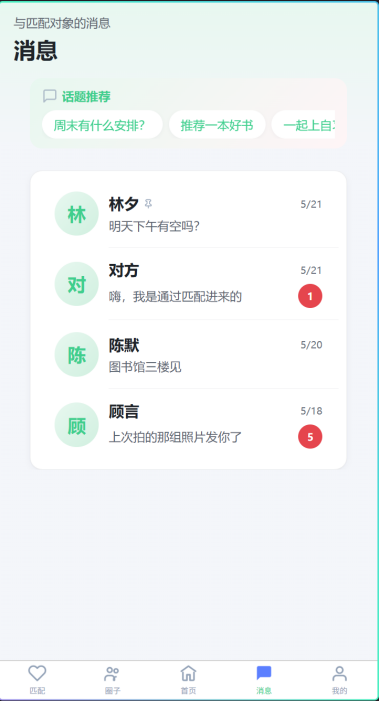 与匹配对象的消息
消息
话题推荐
周末有什么安排？ 推荐一本好书 一起上自
林夕 5/21
明天下午有空吗？
林
对方 5/21
嗨，我是通过匹配进来的 1
对
陈默 5/20
图书馆三楼见
陈
顾言 5/18
上次拍的那组照片发你了 5
顾
匹配 圈子 首页 消息 我的